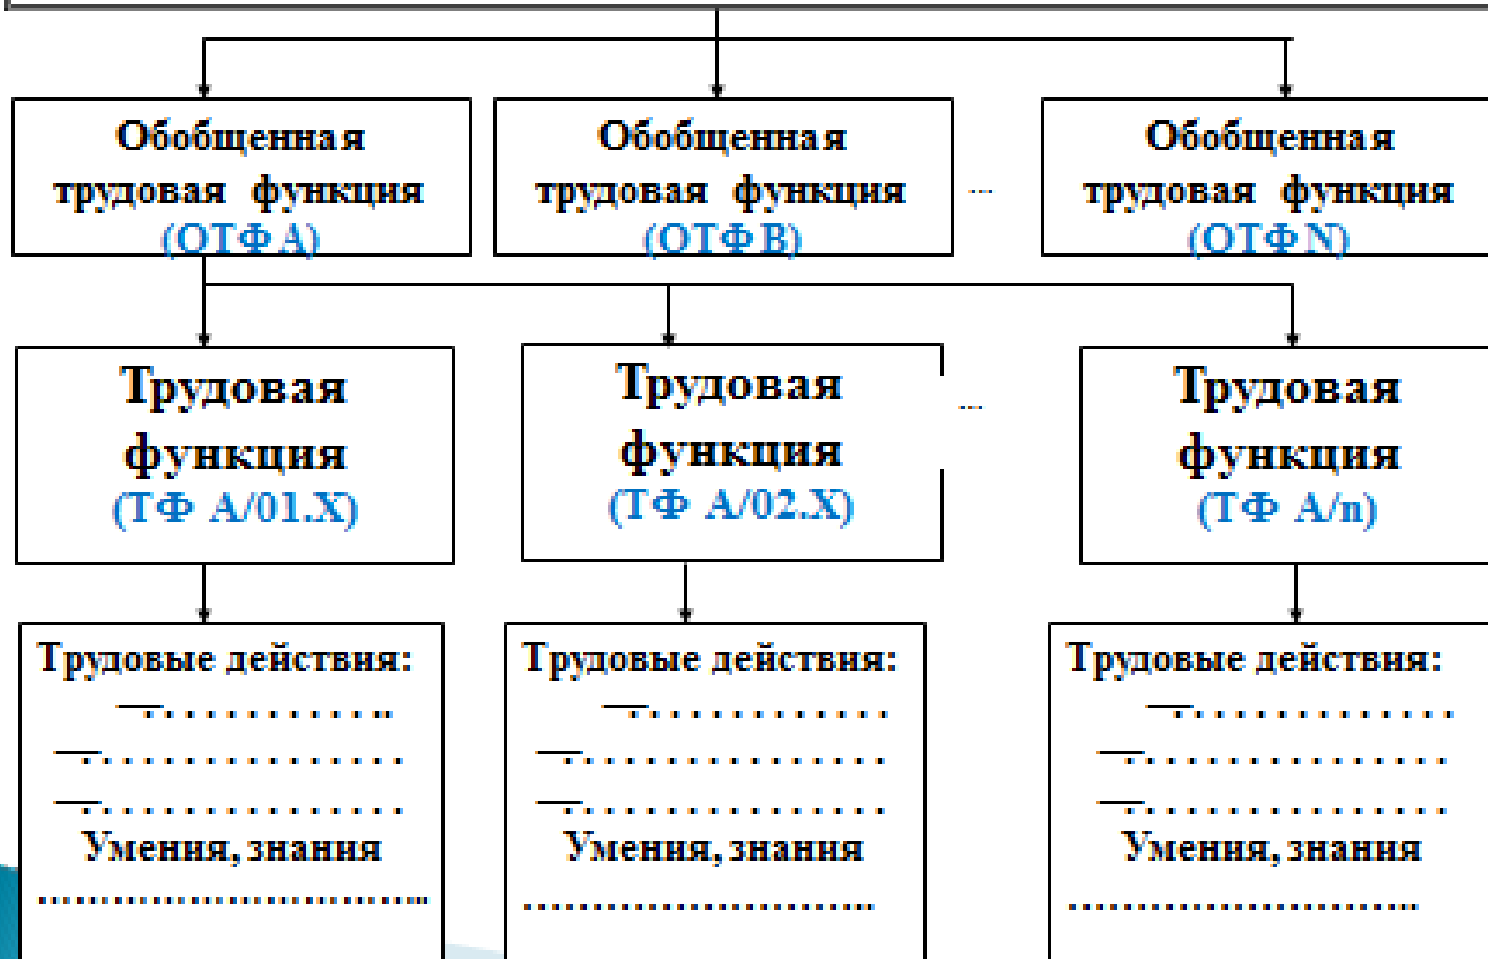 Обобщенная
трудовая функция
(ОТФ А)
Обобщенная
трудовая функция
(ОТФ В)
...
Обобщенная
трудовая функция
(ОТФ N)
Трудовая
функция
(ТФ А/01.Х)
Трудовая
функция
(ТФ А/02.Х)
...
Трудовая
функция
(ТФ А/n)
Трудовые действия:
—. . . . . . . . . . . ..
—. . . . . . . . . . . . . . . .
—. . . . . . . . . . . . . . . .
Умения, знания
……………………………..
Трудовые действия:
—. . . . . . . . . . . . .
—. . . . . . . . . . . . . . . .
—. . . . . . . . . . . . . . . .
Умения, знания
………………………..
Трудовые действия:
—. . . . . . . . . . . . . .
—. . . . . . . . . . . . . . . .
—. . . . . . . . . . . . . . . .
Умения, знания
………………………..